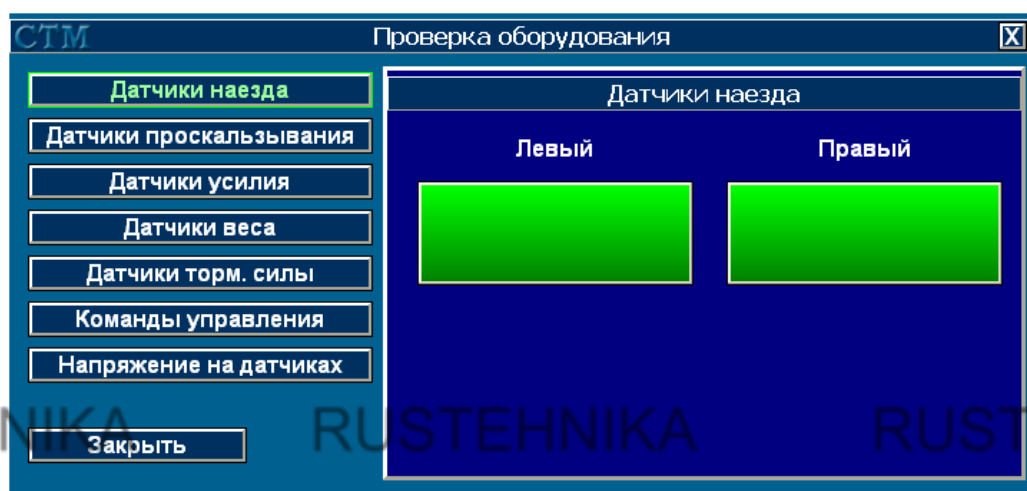 СТМ Проверка оборудования X
Датчики наезда
Датчики проскальзывания
Датчики усилия
Датчики веса
Датчики торм. силы
Команды управления
Напряжение на датчиках
Закрыть
Датчики наезда
Левый Правый
NIKA RUSTEHNIKA RUST